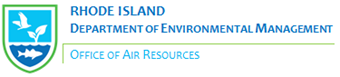 RHODE ISLAND
DEPARTMENT OF ENVIRONMENTAL MANAGEMENT
OFFICE OF AIR RESOURCES